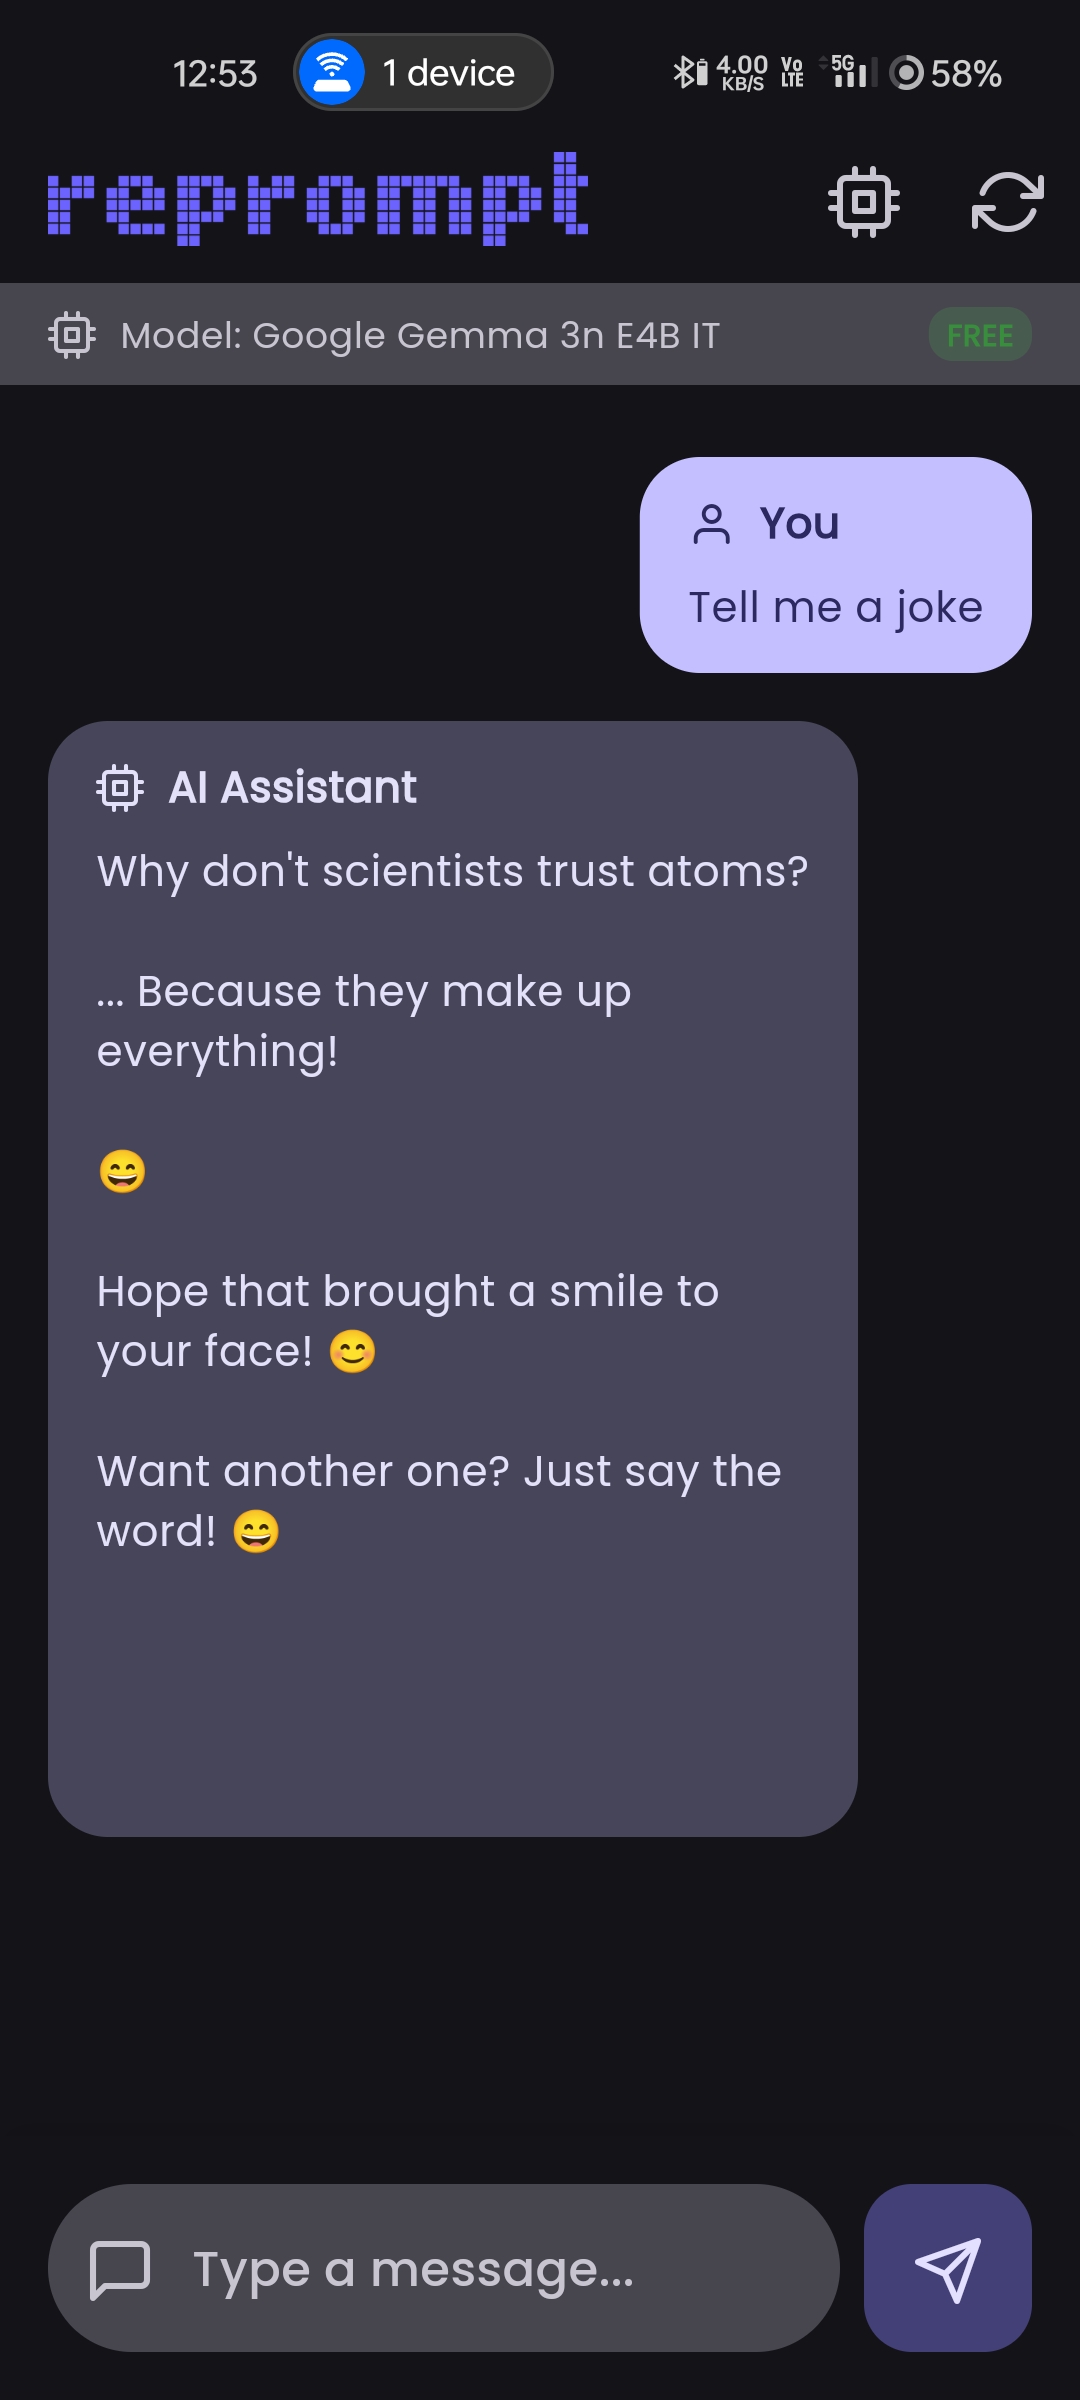 12:53
1 device
4.00 KB/S
Vo LTE
5G
58%
reprompt
Model: Google Gemma 3n E4B IT
FREE
You
Tell me a joke
AI Assistant
Why don't scientists trust atoms?
... Because they make up
everything!
😄
Hope that brought a smile to
your face! 😊
Want another one? Just say the
word! 😄
Type a message...